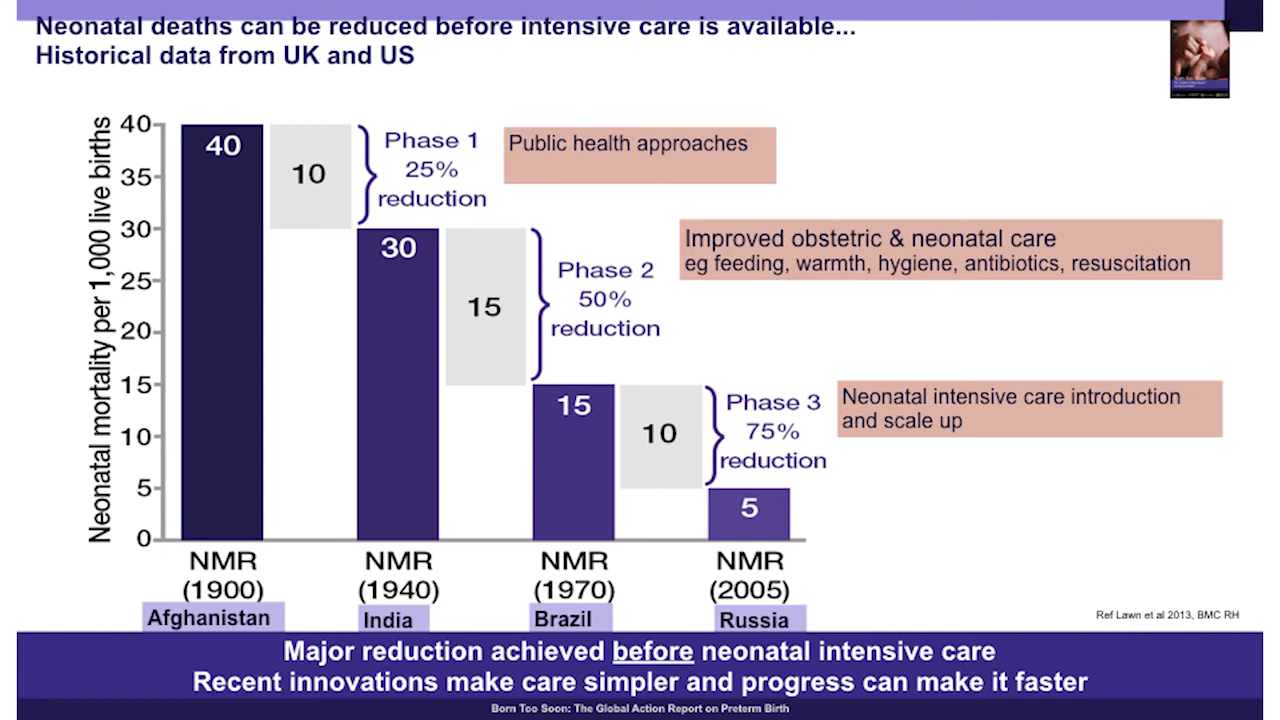 Neonatal deaths can be reduced before intensive care is available...
Historical data from UK and US
Neonatal mortality per 1,000 live births
40
35
30
25
20
15
10
5
0
40
10
Phase 1
25%
reduction
Public health approaches
30
15
Phase 2
50%
reduction
Improved obstetric & neonatal care
eg feeding, warmth, hygiene, antibiotics, resuscitation
15
10
Phase 3
75%
reduction
Neonatal intensive care introduction
and scale up
5
NMR
(1900)
NMR
(1940)
NMR
(1970)
NMR
(2005)
Afghanistan
India
Brazil
Russia
Ref Lawn et al 2013, BMC RH
Major reduction achieved before neonatal intensive care
Recent innovations make care simpler and progress can make it faster
Born Too Soon: The Global Action Report on Preterm Birth